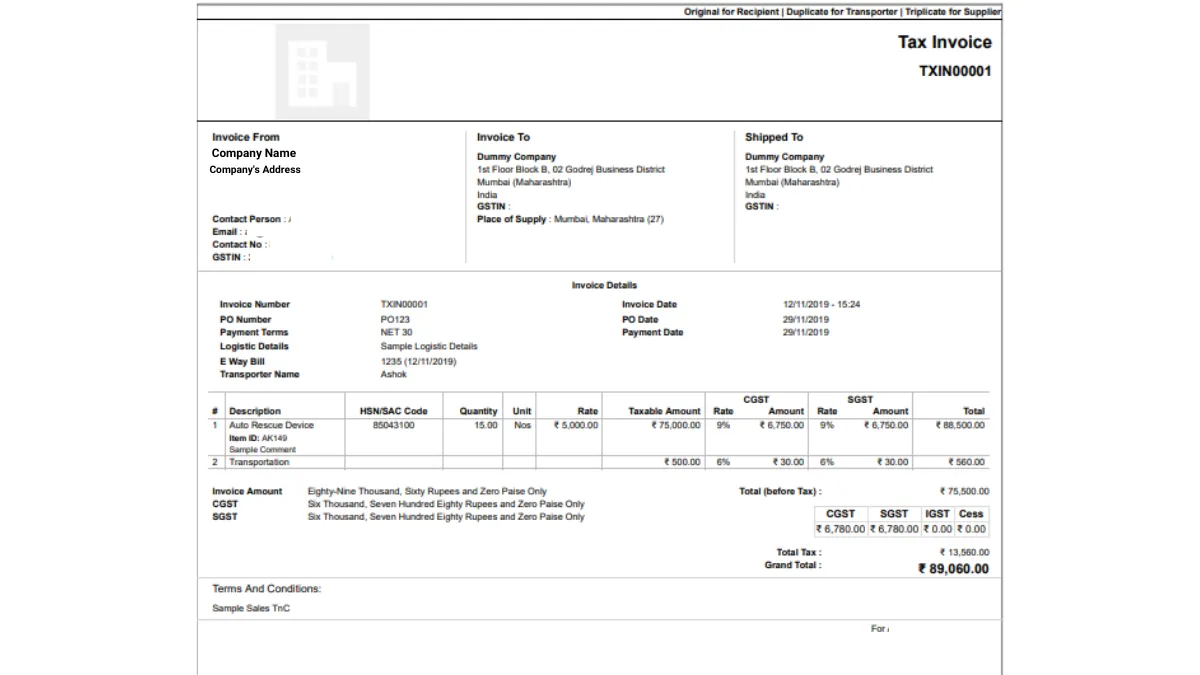 Original for Recipient | Duplicate for Transporter | Triplicate for Supplier
Tax Invoice
TXIN00001
Invoice From
Company Name
Company's Address
Contact Person :
Email :
Contact No :
GSTIN :
Invoice To
Dummy Company
1st Floor Block B, 02 Godrej Business District
Mumbai (Maharashtra)
India
GSTIN :
Place of Supply : Mumbai, Maharashtra (27)
Shipped To
Dummy Company
1st Floor Block B, 02 Godrej Business District
Mumbai (Maharashtra)
India
GSTIN :
Invoice Details
Invoice Number TXIN00001 Invoice Date 12/11/2019 - 15:24
PO Number PO123 PO Date 29/11/2019
Payment Terms NET 30 Payment Date 29/11/2019
Logistic Details Sample Logistic Details
E Way Bill 1235 (12/11/2019)
Transporter Name Ashok
CGST SGST
# Description HSN/SAC Code Quantity Unit Rate Taxable Amount Rate Amount Rate Amount Total
1 Auto Rescue Device 85043100 15.00 Nos ₹ 5,000.00 ₹ 75,000.00 9% ₹ 6,750.00 9% ₹ 6,750.00 ₹ 88,500.00
Item ID: AK149
Sample Comment
2 Transportation ₹ 500.00 6% ₹ 30.00 6% ₹ 30.00 ₹ 560.00
Invoice Amount Eighty-Nine Thousand, Sixty Rupees and Zero Paise Only
CGST Six Thousand, Seven Hundred Eighty Rupees and Zero Paise Only
SGST Six Thousand, Seven Hundred Eighty Rupees and Zero Paise Only
Total (before Tax) : ₹ 75,500.00
CGST SGST IGST Cess
₹ 6,780.00 ₹ 6,780.00 ₹ 0.00 ₹ 0.00
Total Tax : ₹ 13,560.00
Grand Total : ₹ 89,060.00
Terms And Conditions:
Sample Sales TnC
For